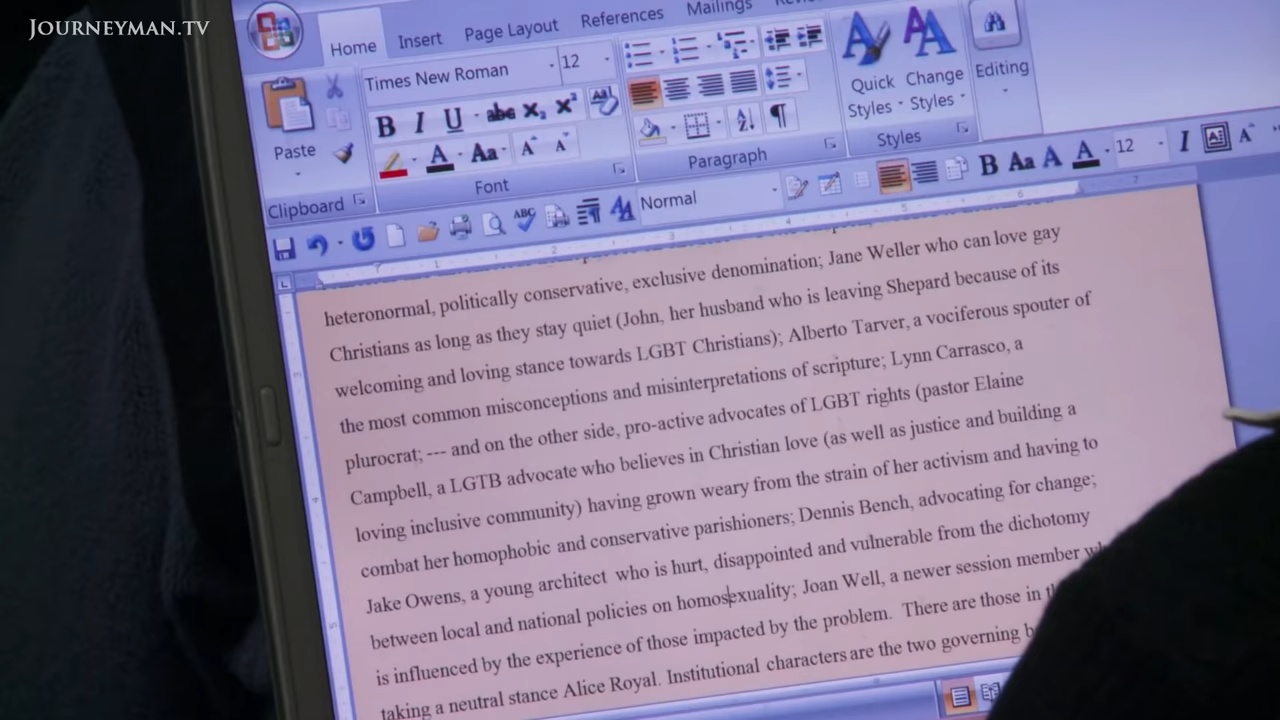 JOURNEYMAN.TV
Home Insert Page Layout References Mailings
Times New Roman 12
B I U abc X₂ X²
Paste
Aa
Clipboard Font Paragraph Styles
Quick Styles Change Styles Editing
Normal B Aa A A 12 I A
heteronormal, politically conservative, exclusive denomination; Jane Weller who can love gay
Christians as long as they stay quiet (John, her husband who is leaving Shepard because of its
welcoming and loving stance towards LGBT Christians); Alberto Tarver, a vociferous spouter of
the most common misconceptions and misinterpretations of scripture; Lynn Carrasco, a
plurocrat; --- and on the other side, pro-active advocates of LGBT rights (pastor Elaine
Campbell, a LGTB advocate who believes in Christian love (as well as justice and building a
loving inclusive community) having grown weary from the strain of her activism and having to
combat her homophobic and conservative parishioners; Dennis Bench, advocating for change;
Jake Owens, a young architect who is hurt, disappointed and vulnerable from the dichotomy
between local and national policies on homosexuality; Joan Well, a newer session member
is influenced by the experience of those impacted by the problem. There are those in
taking a neutral stance Alice Royal. Institutional characters are the two governing